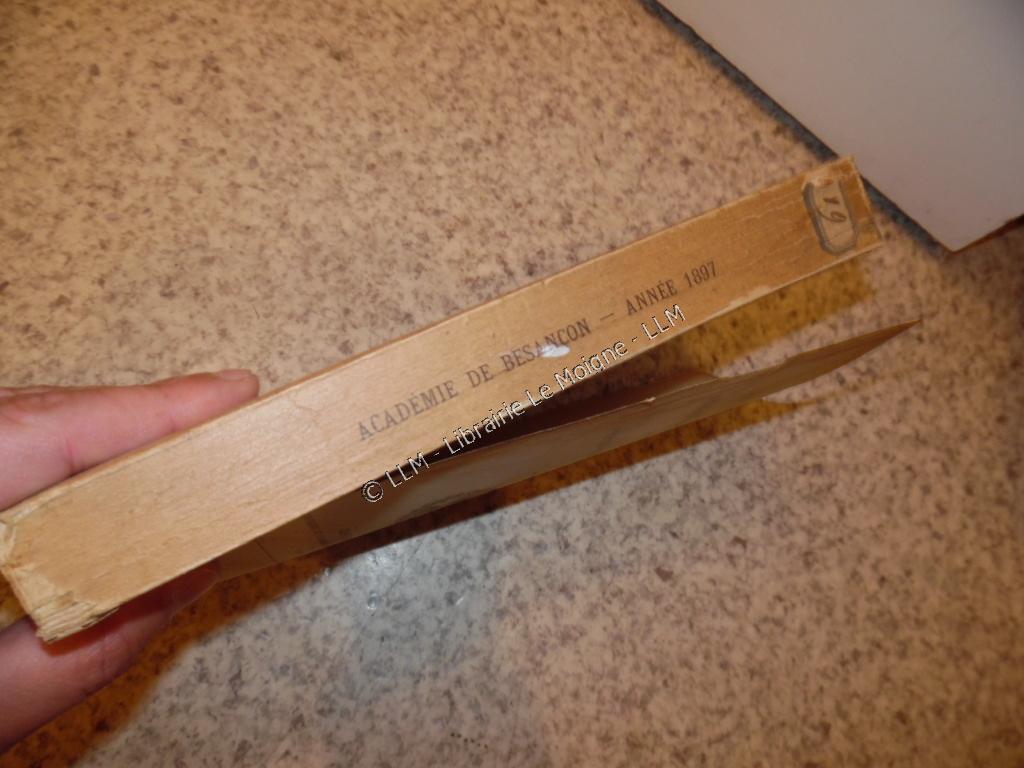 ACADÉMIE DE BESANÇON — ANNÉE 1897
19
© LLM - Librairie Le Moigne - LLM